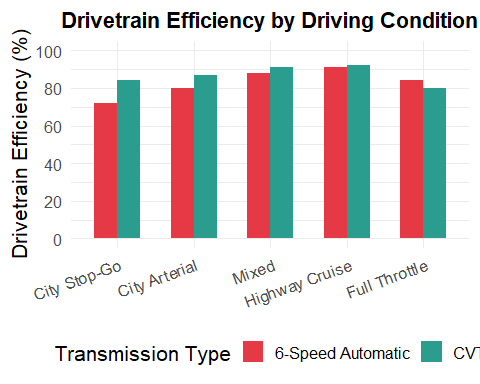 Drivetrain Efficiency by Driving Condition
Drivetrain Efficiency (%)
100
80
60
40
20
0
City Stop-Go
City Arterial
Mixed
Highway Cruise
Full Throttle
Transmission Type
6-Speed Automatic
CVT